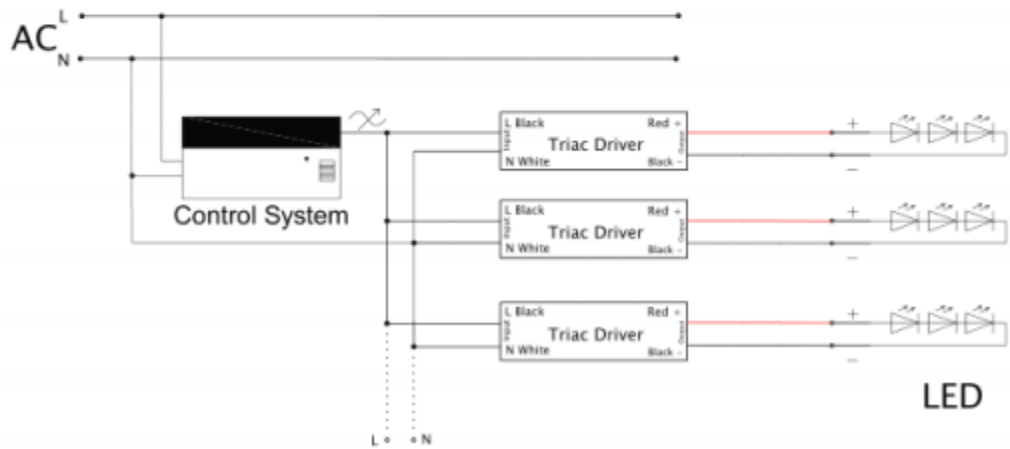 L
AC
N
Control System
L Black
Red +
Input
Triac Driver
Output
N White
Black -
+
−
L Black
Red +
Input
Triac Driver
Output
N White
Black -
+
−
L Black
Red +
Input
Triac Driver
Output
N White
Black -
+
−
LED
L
N